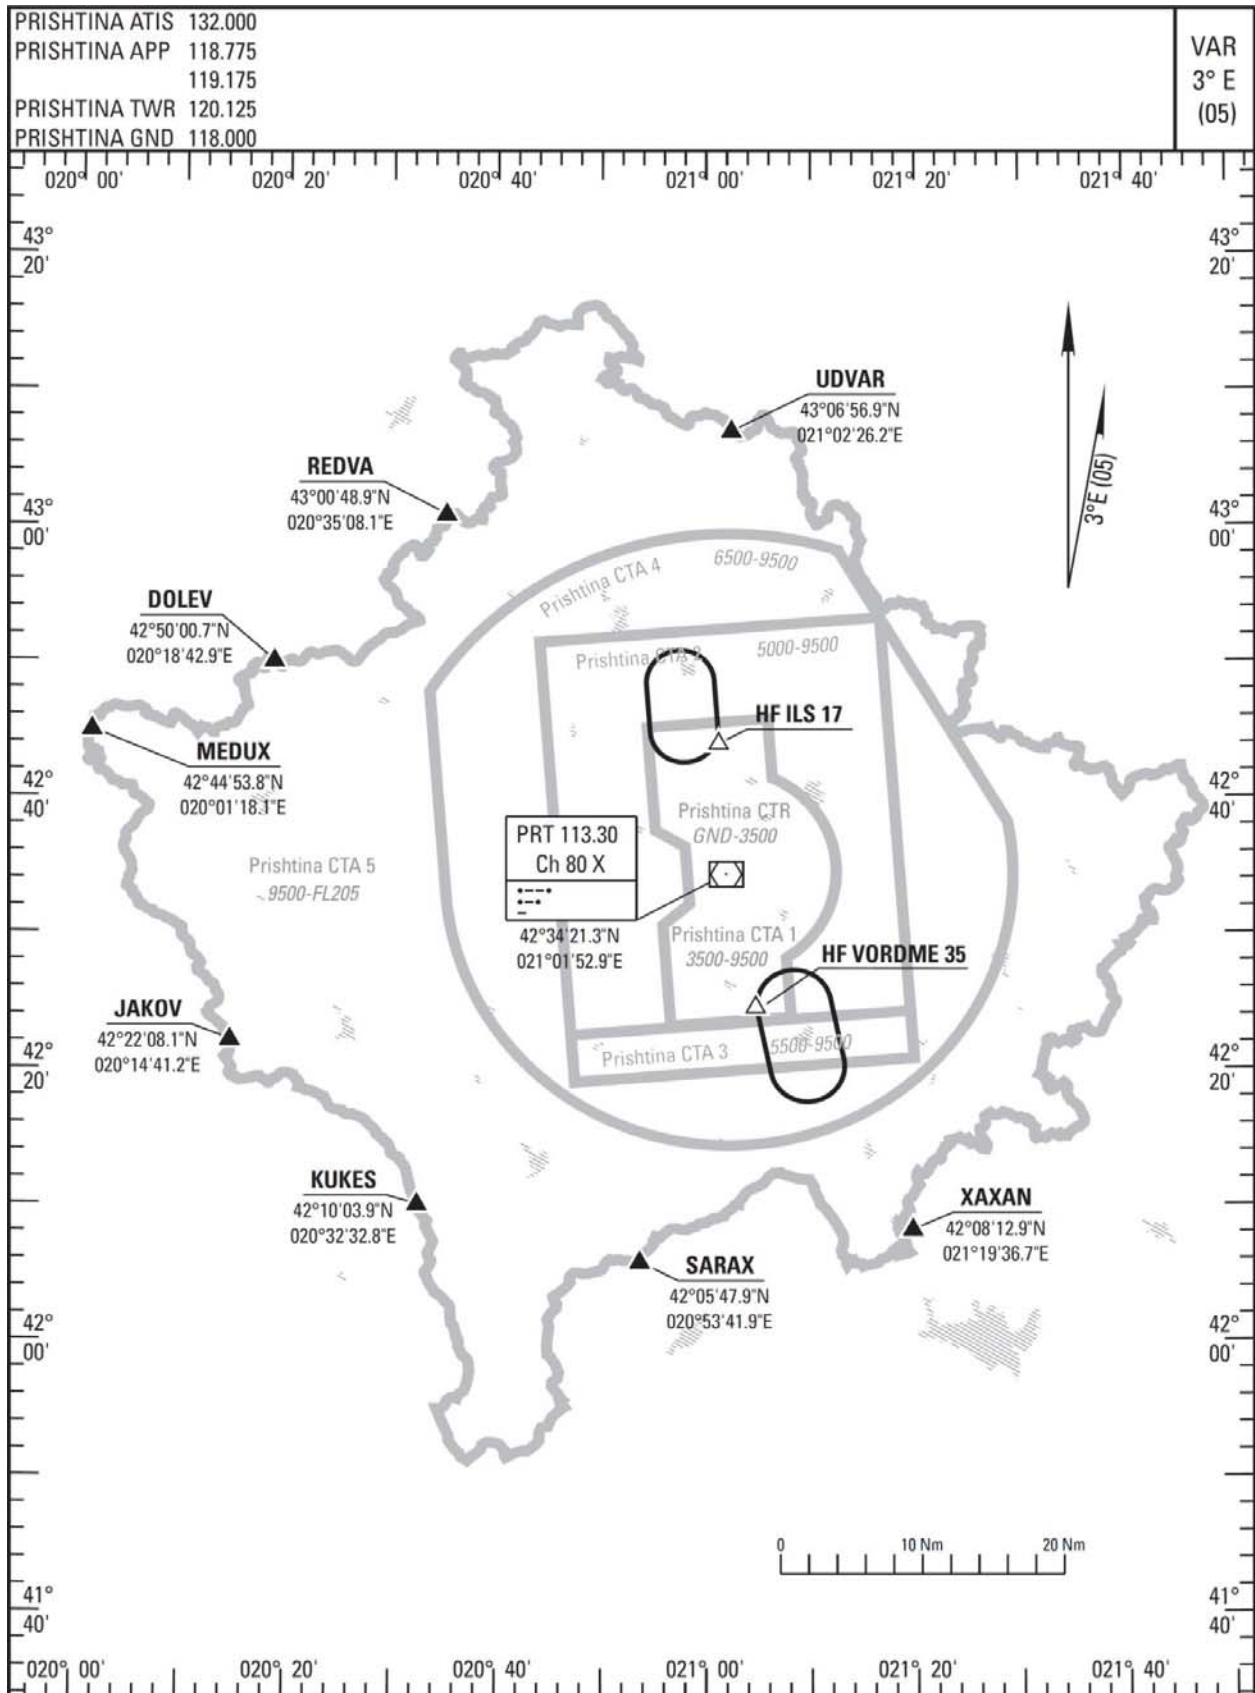 PRISHTINA ATIS 132.000
PRISHTINA APP 118.775
119.175
PRISHTINA TWR 120.125
PRISHTINA GND 118.000
VAR
3° E
(05)
020° 00' 020° 20' 020° 40' 021° 00' 021° 20' 021° 40'
43°
20'
43°
20'
UDVAR
43°06'56.9"N
021°02'26.2"E
REDVA
43°00'48.9"N
020°35'08.1"E
3°E (05)
43°
00'
43°
00'
Prishtina CTA 4
6500-9500
DOLEV
42°50'00.7"N
020°18'42.9"E
Prishtina CTA 2
5000-9500
HF ILS 17
MEDUX
42°44'53.8"N
020°01'18.1"E
42°
40'
42°
40'
Prishtina CTR
GND-3500
PRT 113.30
Ch 80 X
42°34'21.3"N
021°01'52.9"E
Prishtina CTA 5
9500-FL205
Prishtina CTA 1
3500-9500
HF VORDME 35
JAKOV
42°22'08.1"N
020°14'41.2"E
Prishtina CTA 3
5500-9500
42°
20'
42°
20'
KUKES
42°10'03.9"N
020°32'32.8"E
XAXAN
42°08'12.9"N
021°19'36.7"E
SARAX
42°05'47.9"N
020°53'41.9"E
42°
00'
42°
00'
0 10 Nm 20 Nm
41°
40'
41°
40'
020° 00' 020° 20' 020° 40' 021° 00' 021° 20' 021° 40'